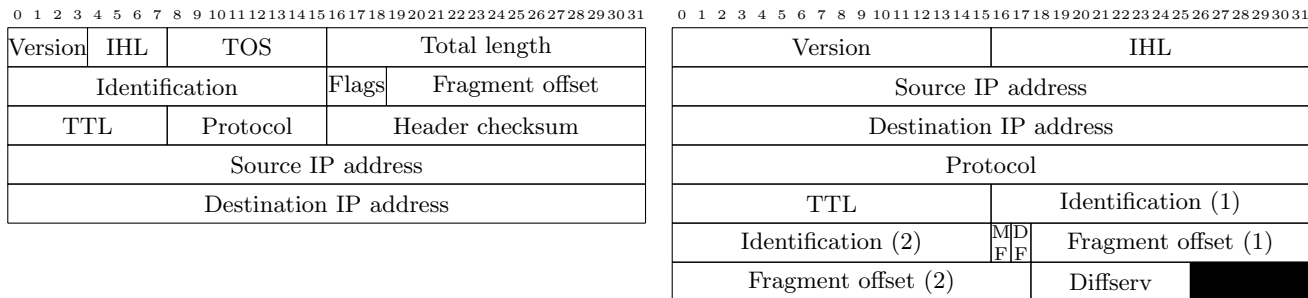 0 1 2 3 4 5 6 7 8 9 10 11 12 13 14 15 16 17 18 19 20 21 22 23 24 25 26 27 28 29 30 31
Version IHL TOS Total length
Identification Flags Fragment offset
TTL Protocol Header checksum
Source IP address
Destination IP address
0 1 2 3 4 5 6 7 8 9 10 11 12 13 14 15 16 17 18 19 20 21 22 23 24 25 26 27 28 29 30 31
Version IHL
Source IP address
Destination IP address
Protocol
TTL Identification (1)
Identification (2) MF DF Fragment offset (1)
Fragment offset (2) Diffserv